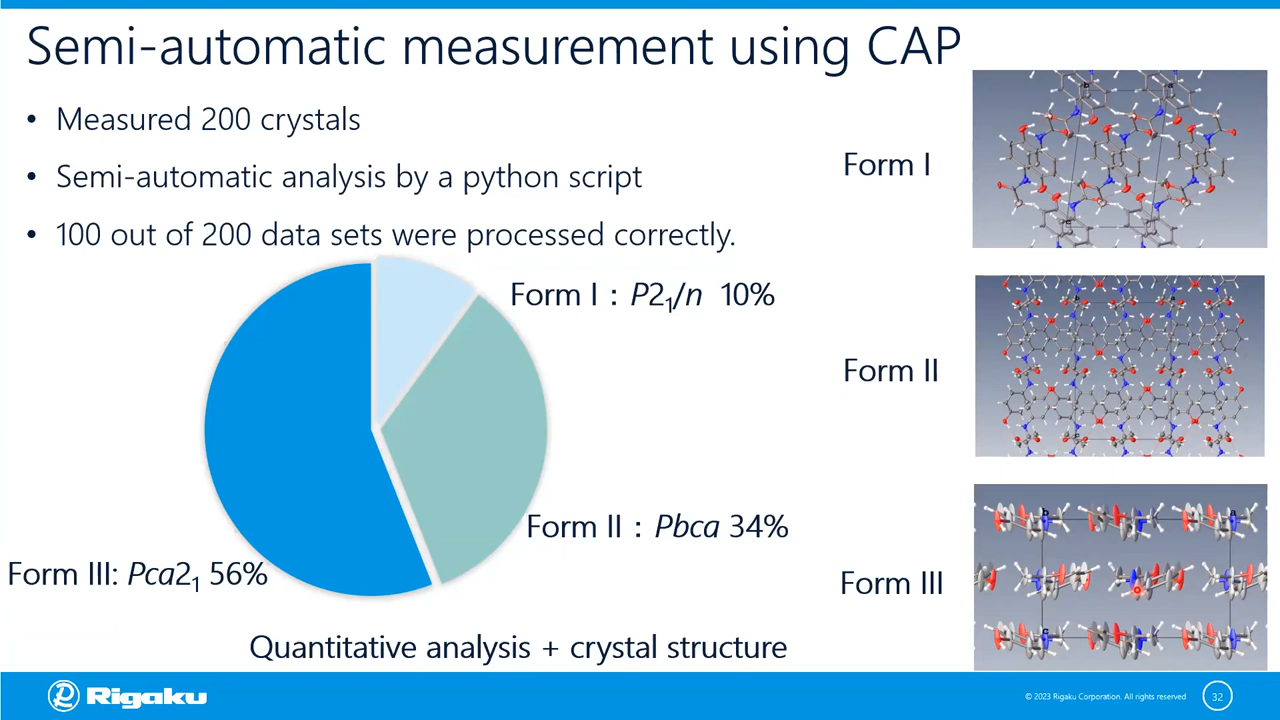 Semi-automatic measurement using CAP
• Measured 200 crystals
• Semi-automatic analysis by a python script
• 100 out of 200 data sets were processed correctly.
Form I : P2₁/n 10%
Form II : Pbca 34%
Form III: Pca2₁ 56%
Quantitative analysis + crystal structure
Form I
Form II
Form III
Rigaku
© 2023 Rigaku Corporation. All rights reserved
32